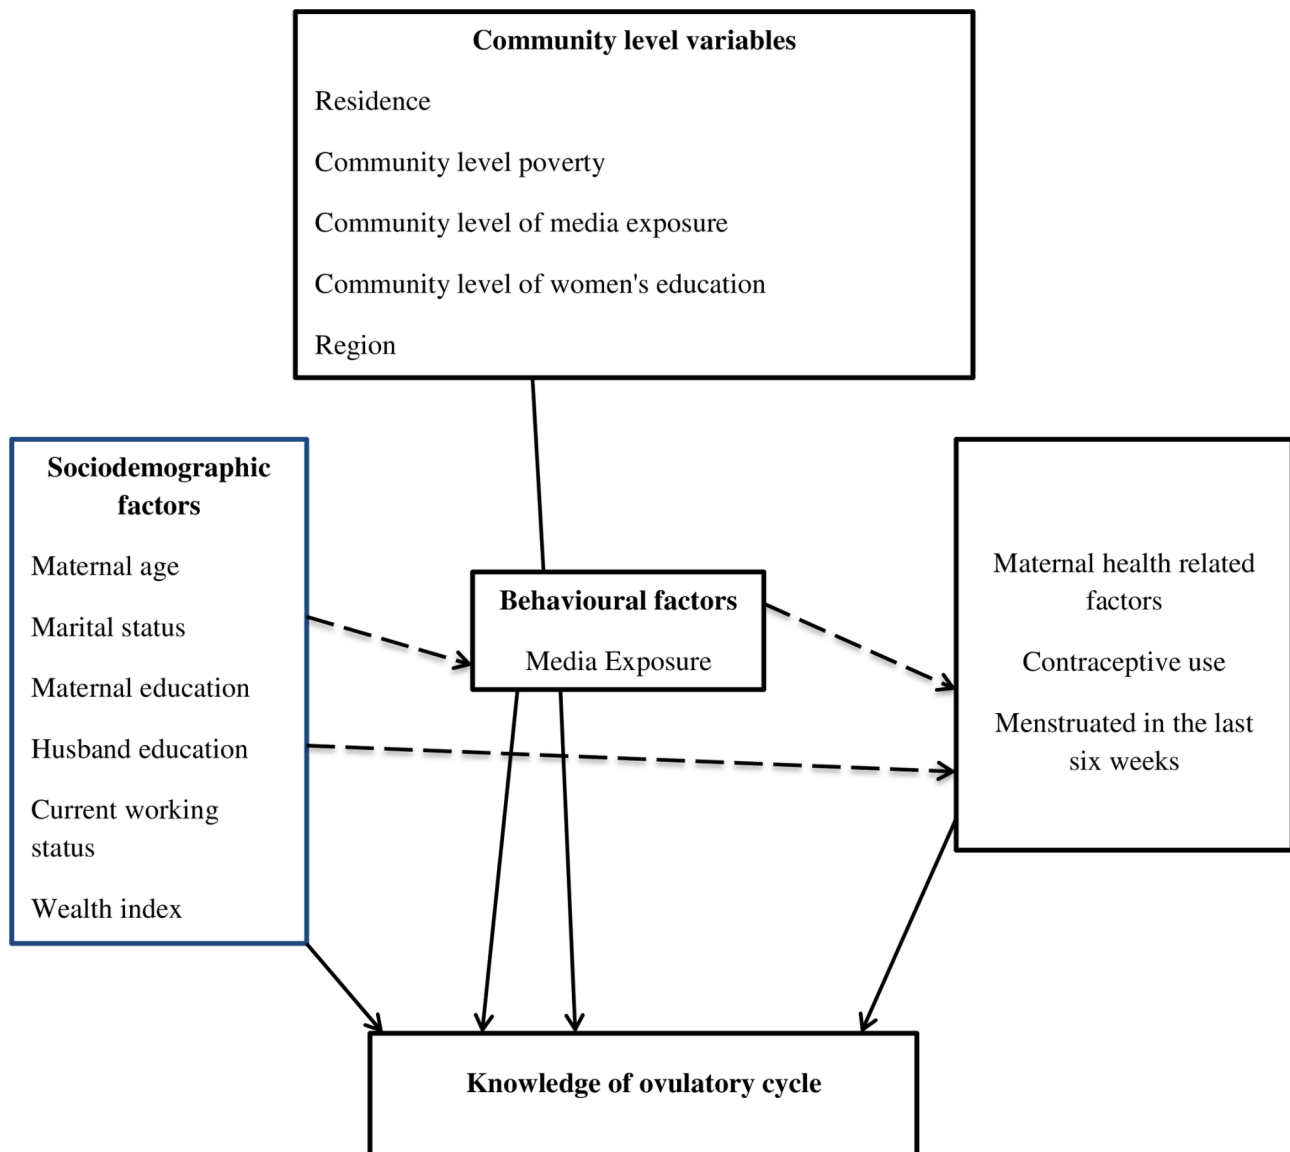 Community level variables
Residence
Community level poverty
Community level of media exposure
Community level of women's education
Region
Sociodemographic
factors
Maternal age
Marital status
Maternal education
Husband education
Current working
status
Wealth index
Behavioural factors
Media Exposure
Maternal health related
factors
Contraceptive use
Menstruated in the last
six weeks
Knowledge of ovulatory cycle